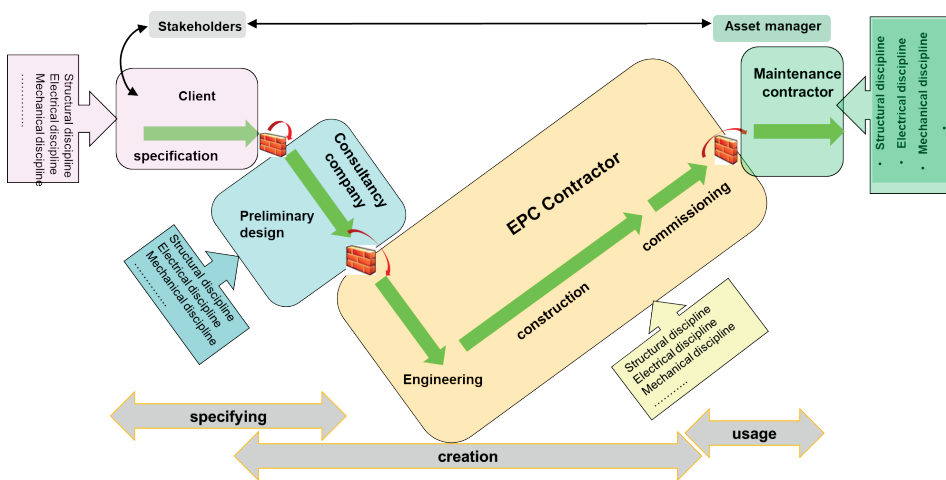 Stakeholders
Asset manager
Structural discipline
Electrical discipline
Mechanical discipline
..............
Client
specification
Consultancy
company
Preliminary
design
Structural discipline
Electrical discipline
Mechanical discipline
..............
EPC Contractor
Engineering
construction
commissioning
Structural discipline
Electrical discipline
Mechanical discipline
............
Maintenance
contractor
• Structural discipline
• Electrical discipline
• Mechanical discipline
•
specifying
creation
usage